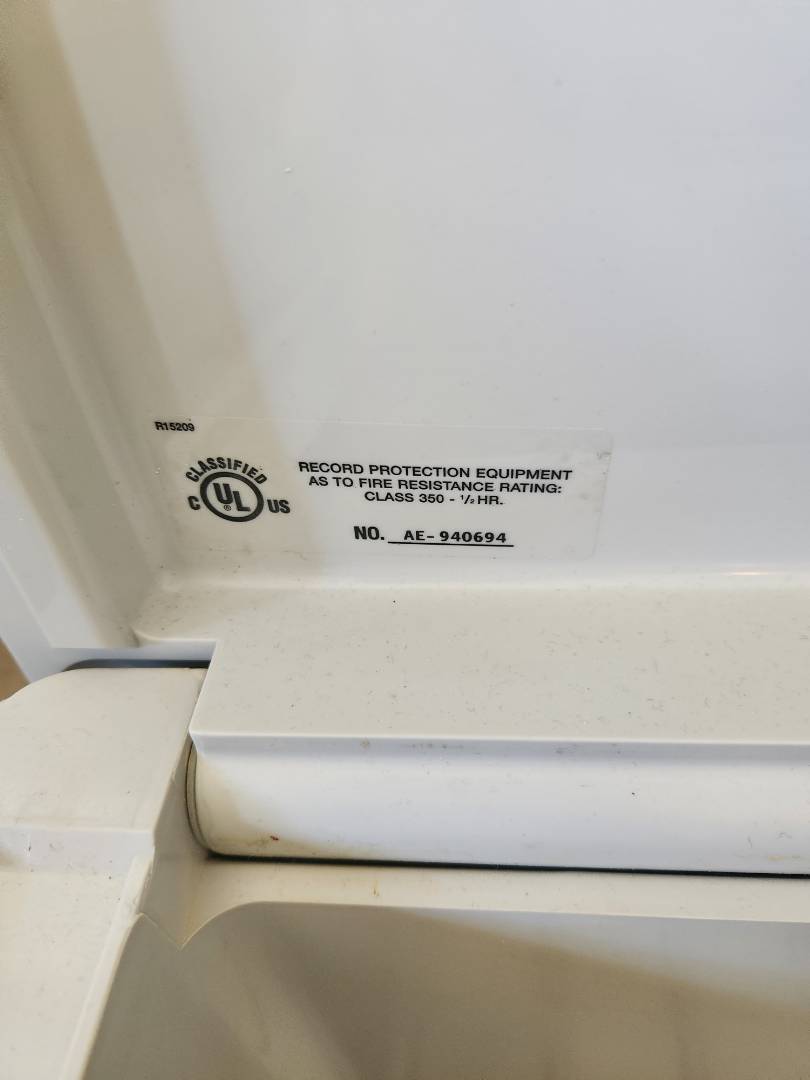 R15209
CLASSIFIED
C UL US
RECORD PROTECTION EQUIPMENT
AS TO FIRE RESISTANCE RATING:
CLASS 350 - ½ HR.
NO. AE-940694